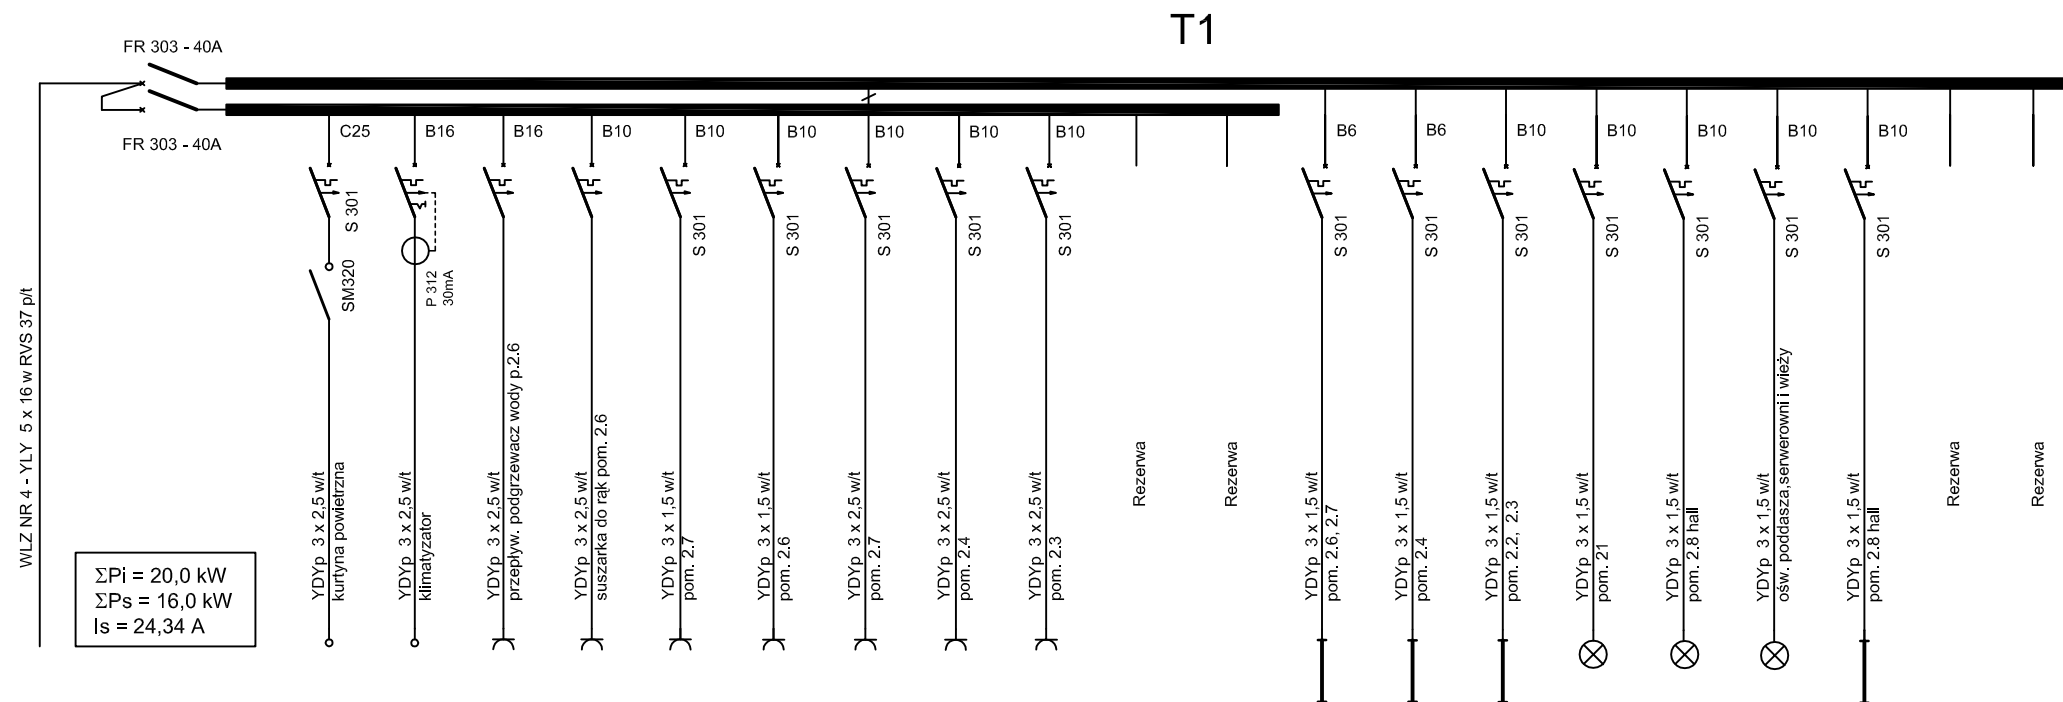 T1
FR 303 - 40A
FR 303 - 40A
WLZ NR 4 - YLY 5 x 16 w RVS 37 p/t
C25
B16
B16
B10
B10
B10
B10
B10
B10
B6
B6
B10
B10
B10
B10
B10
S 301
SM320
P 312
30mA
S 301
S 301
S 301
S 301
S 301
S 301
S 301
S 301
S 301
S 301
S 301
S 301
YDYp 3 x 2,5 w/t
kurtyna powietrzna
YDYp 3 x 2,5 w/t
klimatyzator
YDYp 3 x 2,5 w/t
przepływ. podgrzewacz wody p.2.6
YDYp 3 x 2,5 w/t
suszarka do rąk pom. 2.6
YDYp 3 x 1,5 w/t
pom. 2.7
YDYp 3 x 1,5 w/t
pom. 2.6
YDYp 3 x 2,5 w/t
pom. 2.7
YDYp 3 x 2,5 w/t
pom. 2.4
YDYp 3 x 2,5 w/t
pom. 2.3
Rezerwa
Rezerwa
YDYp 3 x 1,5 w/t
pom. 2.6, 2.7
YDYp 3 x 1,5 w/t
pom. 2.4
YDYp 3 x 1,5 w/t
pom. 2.2, 2.3
YDYp 3 x 1,5 w/t
pom. 21
YDYp 3 x 1,5 w/t
pom. 2.8 hall
YDYp 3 x 1,5 w/t
ośw. poddasza,serwerowni i wieży
YDYp 3 x 1,5 w/t
pom. 2.8 hall
Rezerwa
Rezerwa
ΣPi = 20,0 kW
ΣPs = 16,0 kW
Is = 24,34 A